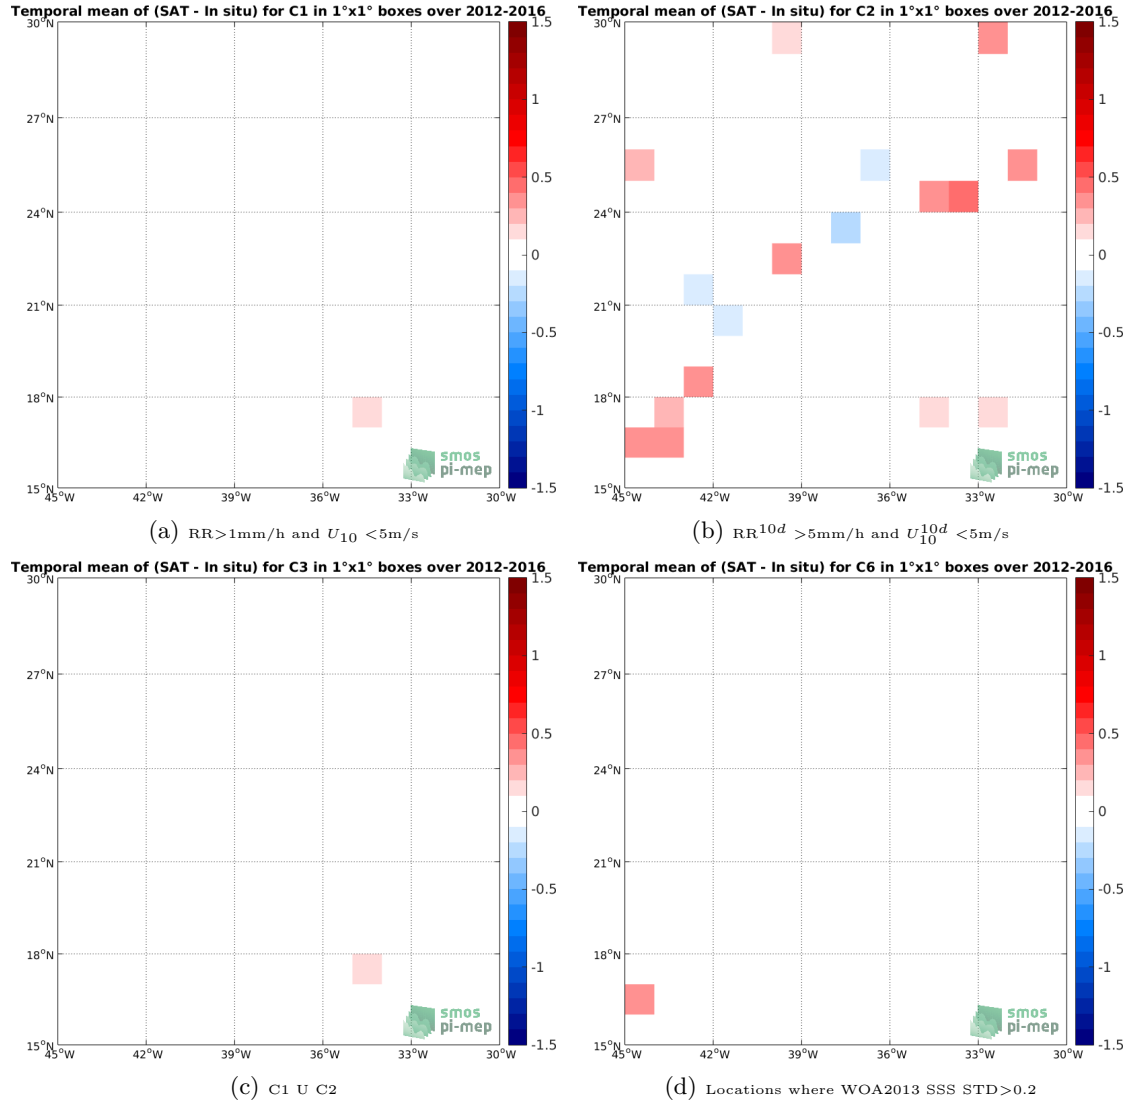 Temporal mean of (SAT - In situ) for C1 in 1°x1° boxes over 2012-2016
30°N
27°N
24°N
21°N
18°N
15°N
45°W 42°W 39°W 36°W 33°W 30°W
1.5
1
0.5
0
-0.5
-1
-1.5
smos
pi-mep
(a) RR>1mm/h and U10 <5m/s
Temporal mean of (SAT - In situ) for C2 in 1°x1° boxes over 2012-2016
30°N
27°N
24°N
21°N
18°N
15°N
45°W 42°W 39°W 36°W 33°W 30°W
1.5
1
0.5
0
-0.5
-1
-1.5
smos
pi-mep
(b) RR^10d >5mm/h and U_10^10d <5m/s
Temporal mean of (SAT - In situ) for C3 in 1°x1° boxes over 2012-2016
30°N
27°N
24°N
21°N
18°N
15°N
45°W 42°W 39°W 36°W 33°W 30°W
1.5
1
0.5
0
-0.5
-1
-1.5
smos
pi-mep
(c) C1 U C2
Temporal mean of (SAT - In situ) for C6 in 1°x1° boxes over 2012-2016
30°N
27°N
24°N
21°N
18°N
15°N
45°W 42°W 39°W 36°W 33°W 30°W
1.5
1
0.5
0
-0.5
-1
-1.5
smos
pi-mep
(d) Locations where WOA2013 SSS STD>0.2